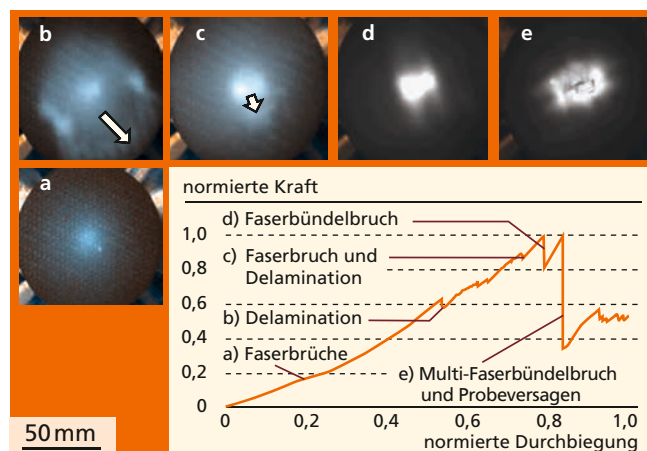 b
c
d
e
a
50 mm
normierte Kraft
1,0
0,8
0,6
0,4
0,2
0
d) Faserbündelbruch
c) Faserbruch und
Delamination
b) Delamination
a) Faserbrüche
e) Multi-Faserbündelbruch
und Probeversagen
0 0,2 0,4 0,6 0,8 1,0
normierte Durchbiegung